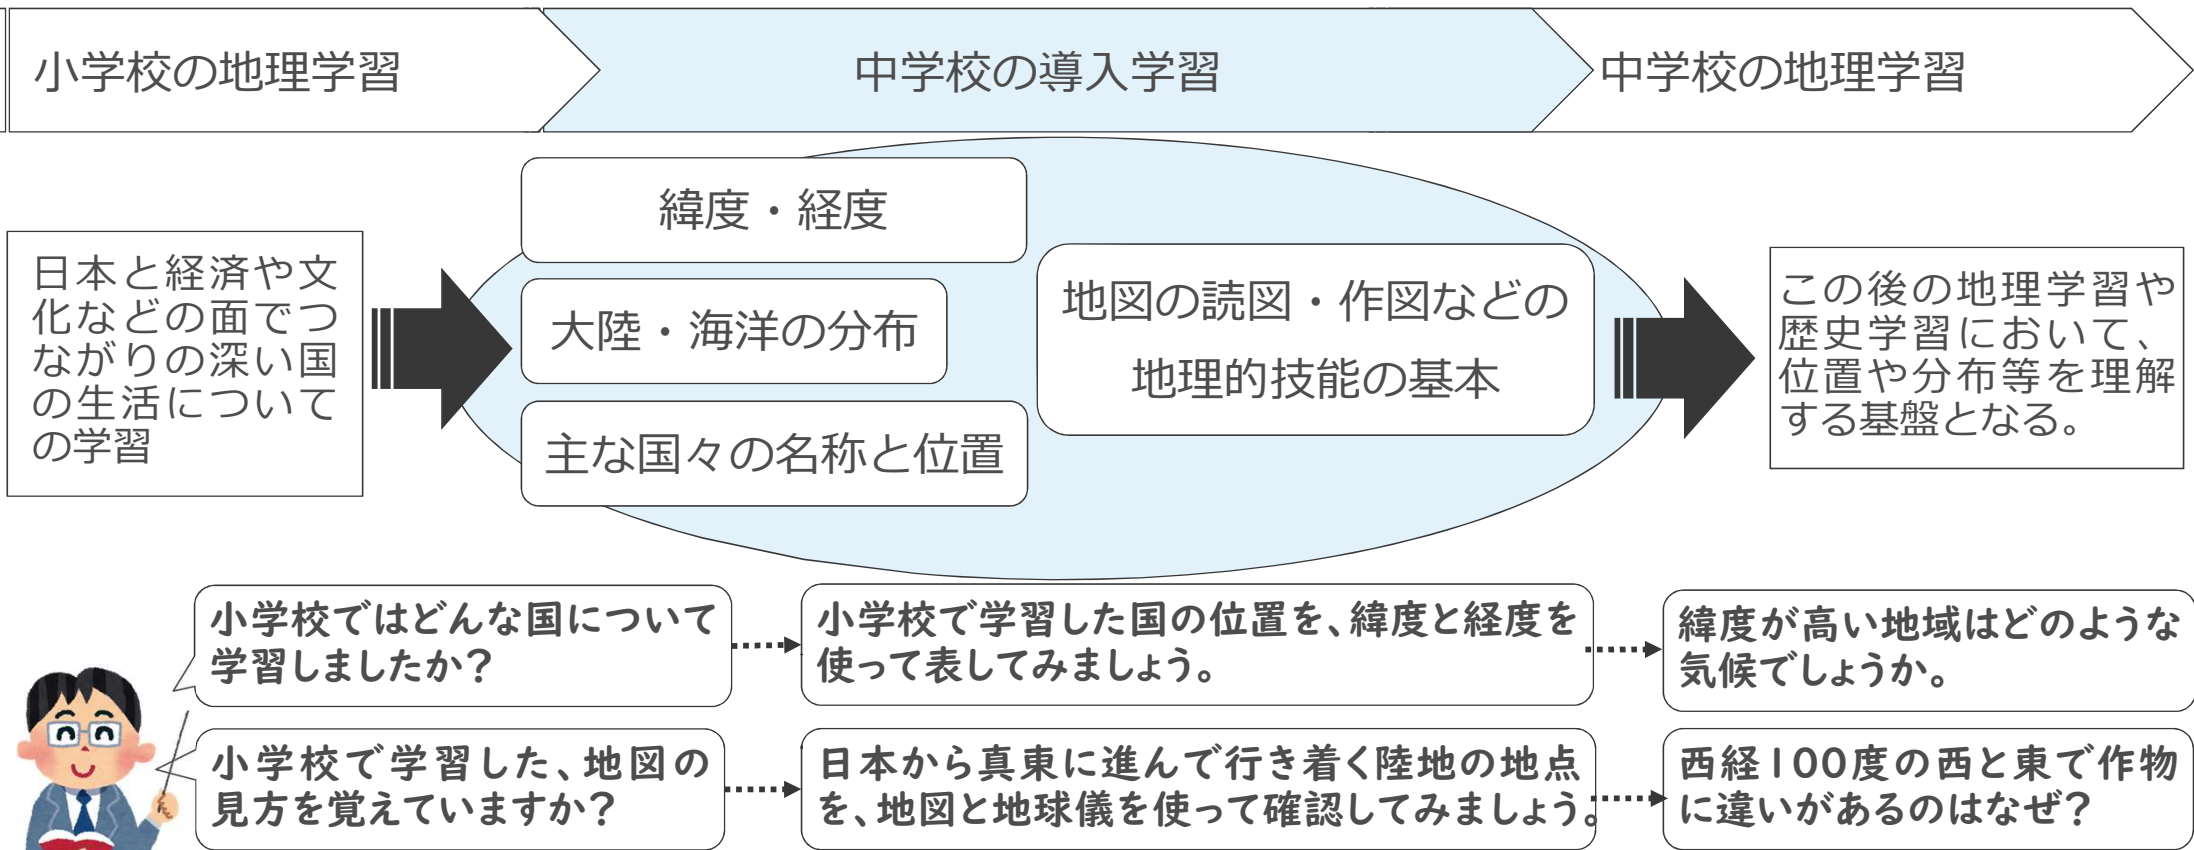 小学校の地理学習
中学校の導入学習
中学校の地理学習
日本と経済や文
化などの面でつ
ながりの深い国
の生活について
の学習
緯度・経度
大陸・海洋の分布
主な国々の名称と位置
地図の読図・作図などの
地理的技能の基本
この後の地理学習や
歴史学習において、
位置や分布等を理解
する基盤となる。
小学校ではどんな国について
学習しましたか?
小学校で学習した国の位置を、緯度と経度を
使って表してみましょう。
緯度が高い地域はどのような
気候でしょうか。
小学校で学習した、地図の
見方を覚えていますか?
日本から真東に進んで行き着く陸地の地点
を、地図と地球儀を使って確認してみましょう。
西経100度の西と東で作物
に違いがあるのはなぜ?